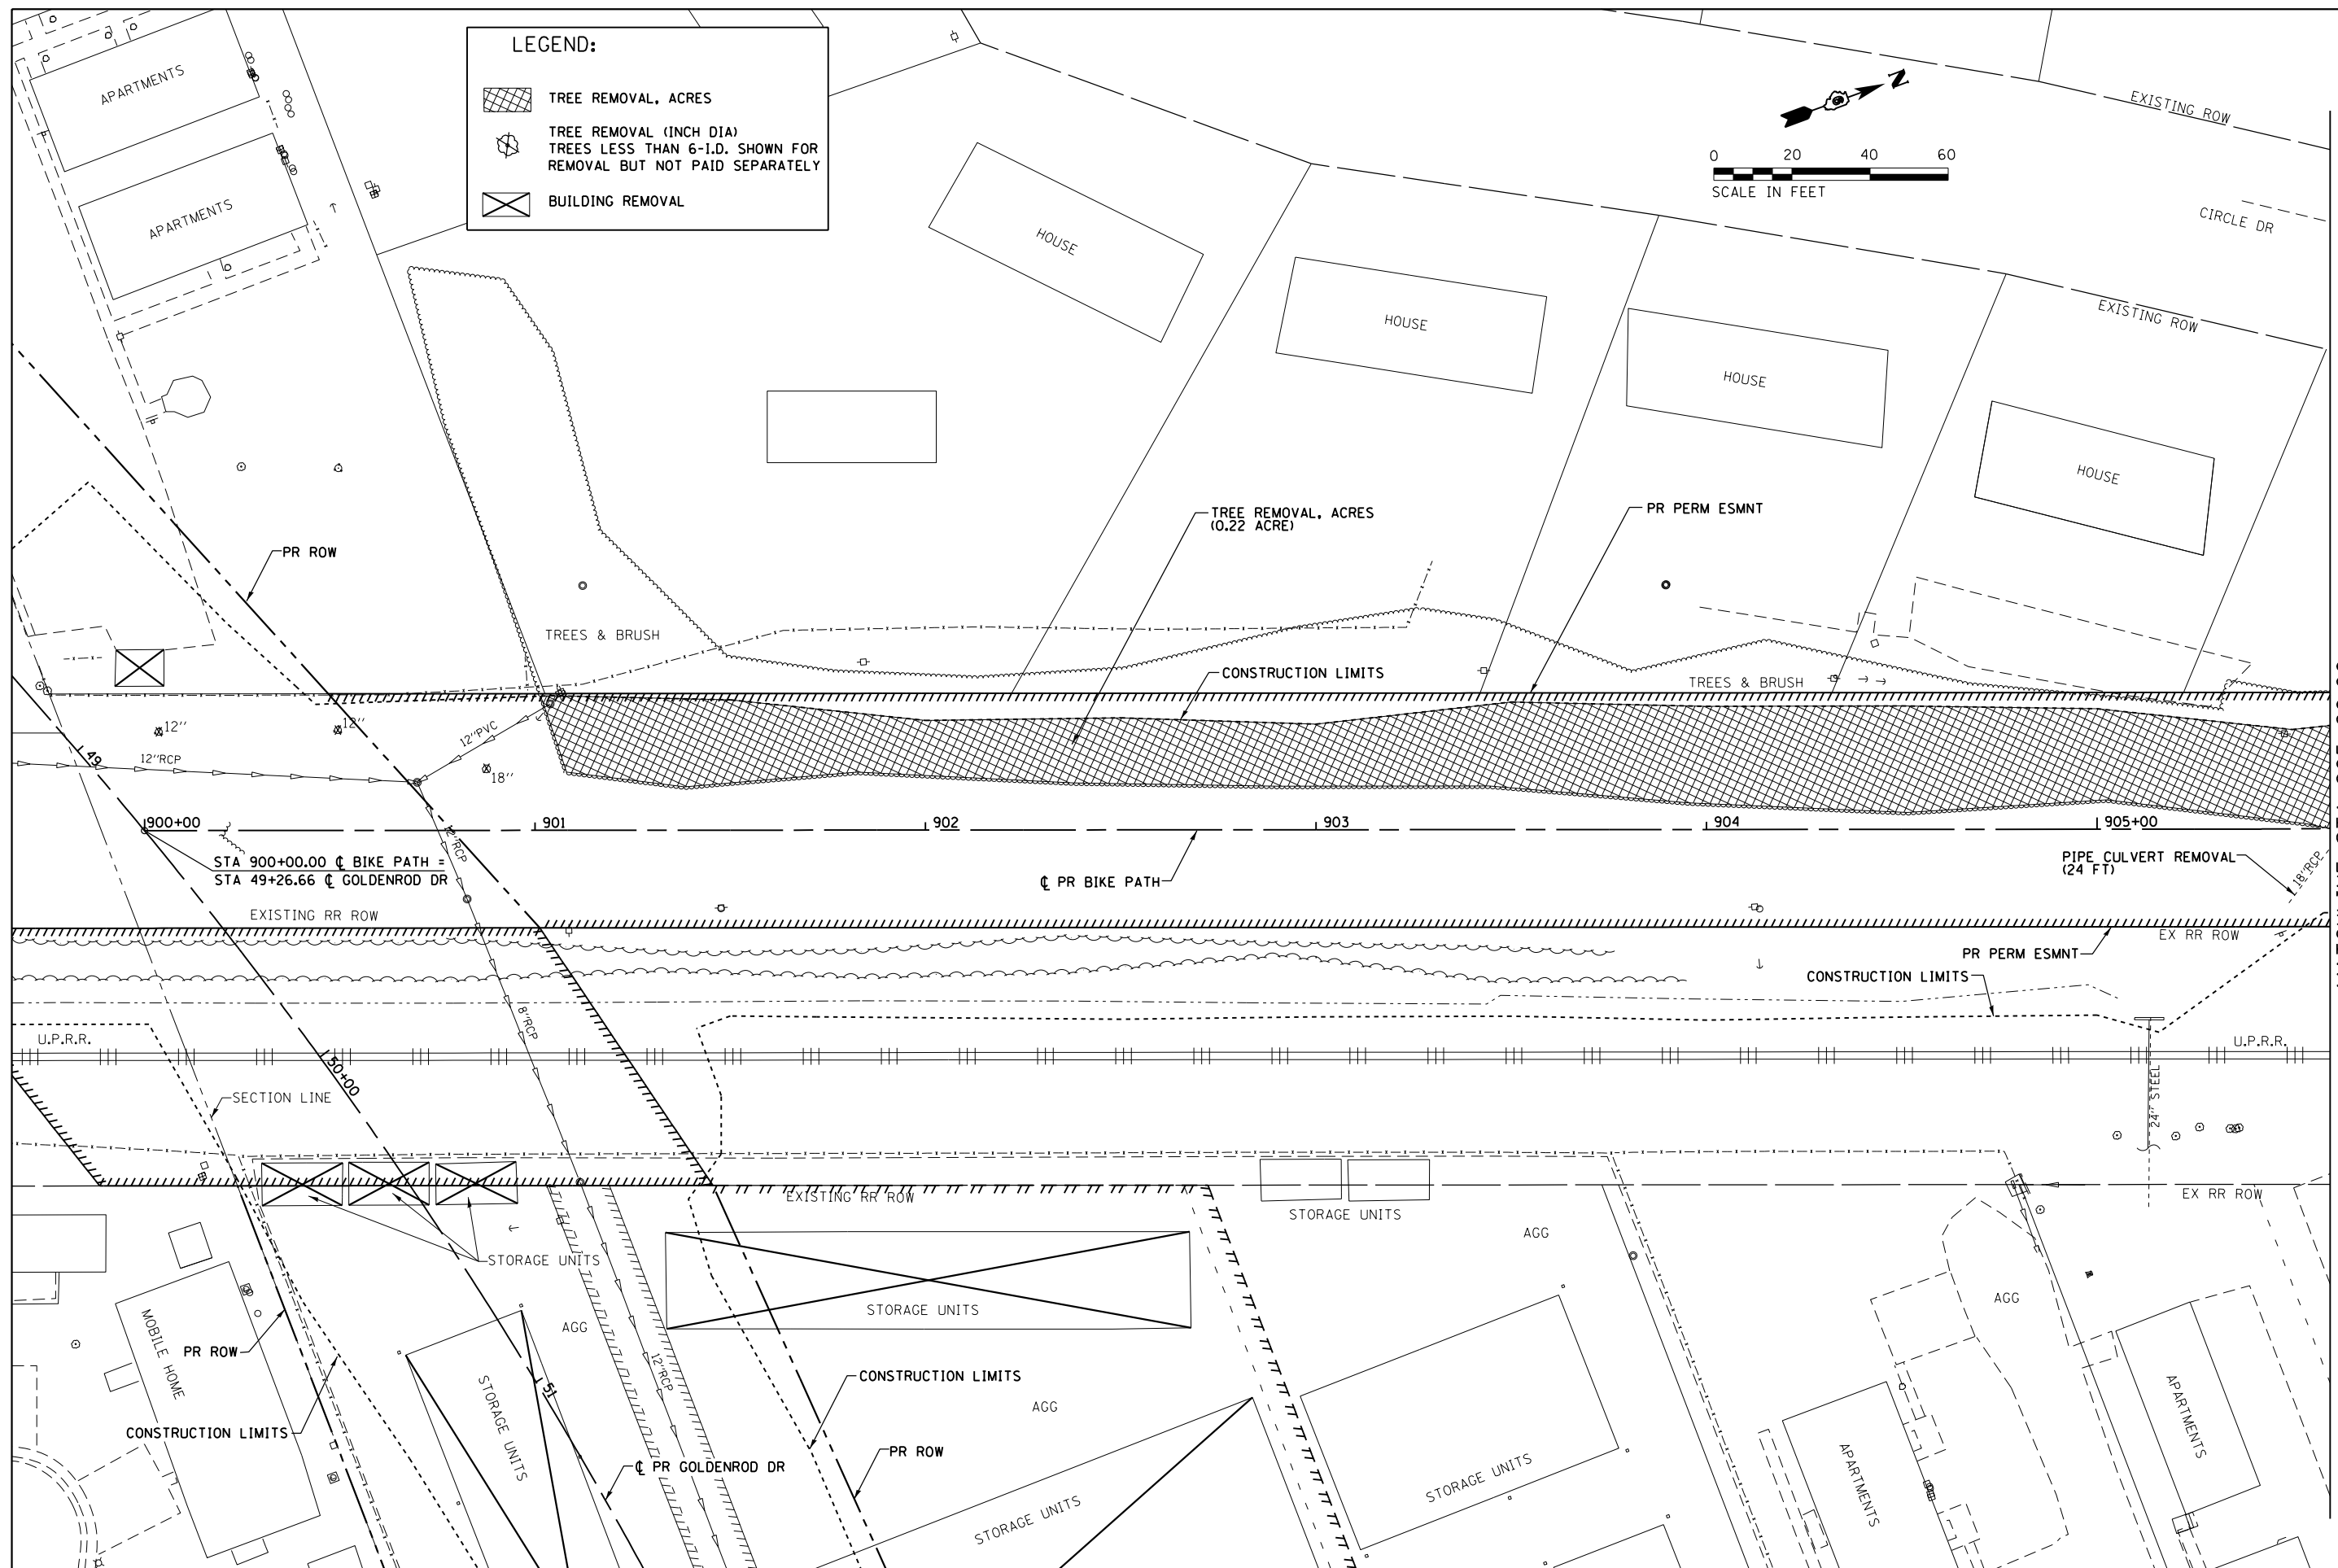 LEGEND:
TREE REMOVAL, ACRES
TREE REMOVAL (INCH DIA)
TREES LESS THAN 6-I.D. SHOWN FOR
REMOVAL BUT NOT PAID SEPARATELY
BUILDING REMOVAL
APARTMENTS
APARTMENTS
N
0 20 40 60
SCALE IN FEET
EXISTING ROW
CIRCLE DR
EXISTING ROW
HOUSE
HOUSE
HOUSE
HOUSE
TREE REMOVAL, ACRES
(0.22 ACRE)
PR PERM ESMNT
PR ROW
TREES & BRUSH
CONSTRUCTION LIMITS
TREES & BRUSH
12"
12"
12"PVC
18"
49
12"RCP
900+00
901
902
903
904
905+00
12"RCP
STA 900+00.00 ℄ BIKE PATH =
STA 49+26.66 ℄ GOLDENROD DR
℄ PR BIKE PATH
PIPE CULVERT REMOVAL
(24 FT)
18"RCP
EXISTING RR ROW
EX RR ROW
PR PERM ESMNT
CONSTRUCTION LIMITS
8"RCP
U.P.R.R.
U.P.R.R.
50+00
SECTION LINE
24" STEEL
EXISTING RR ROW
EX RR ROW
STORAGE UNITS
STORAGE UNITS
AGG
STORAGE UNITS
AGG
AGG
MOBILE HOME
PR ROW
12"RCP
CONSTRUCTION LIMITS
51
STORAGE UNITS
AGG
APARTMENTS
CONSTRUCTION LIMITS
PR ROW
℄ PR GOLDENROD DR
STORAGE UNITS
STORAGE UNITS
APARTMENTS